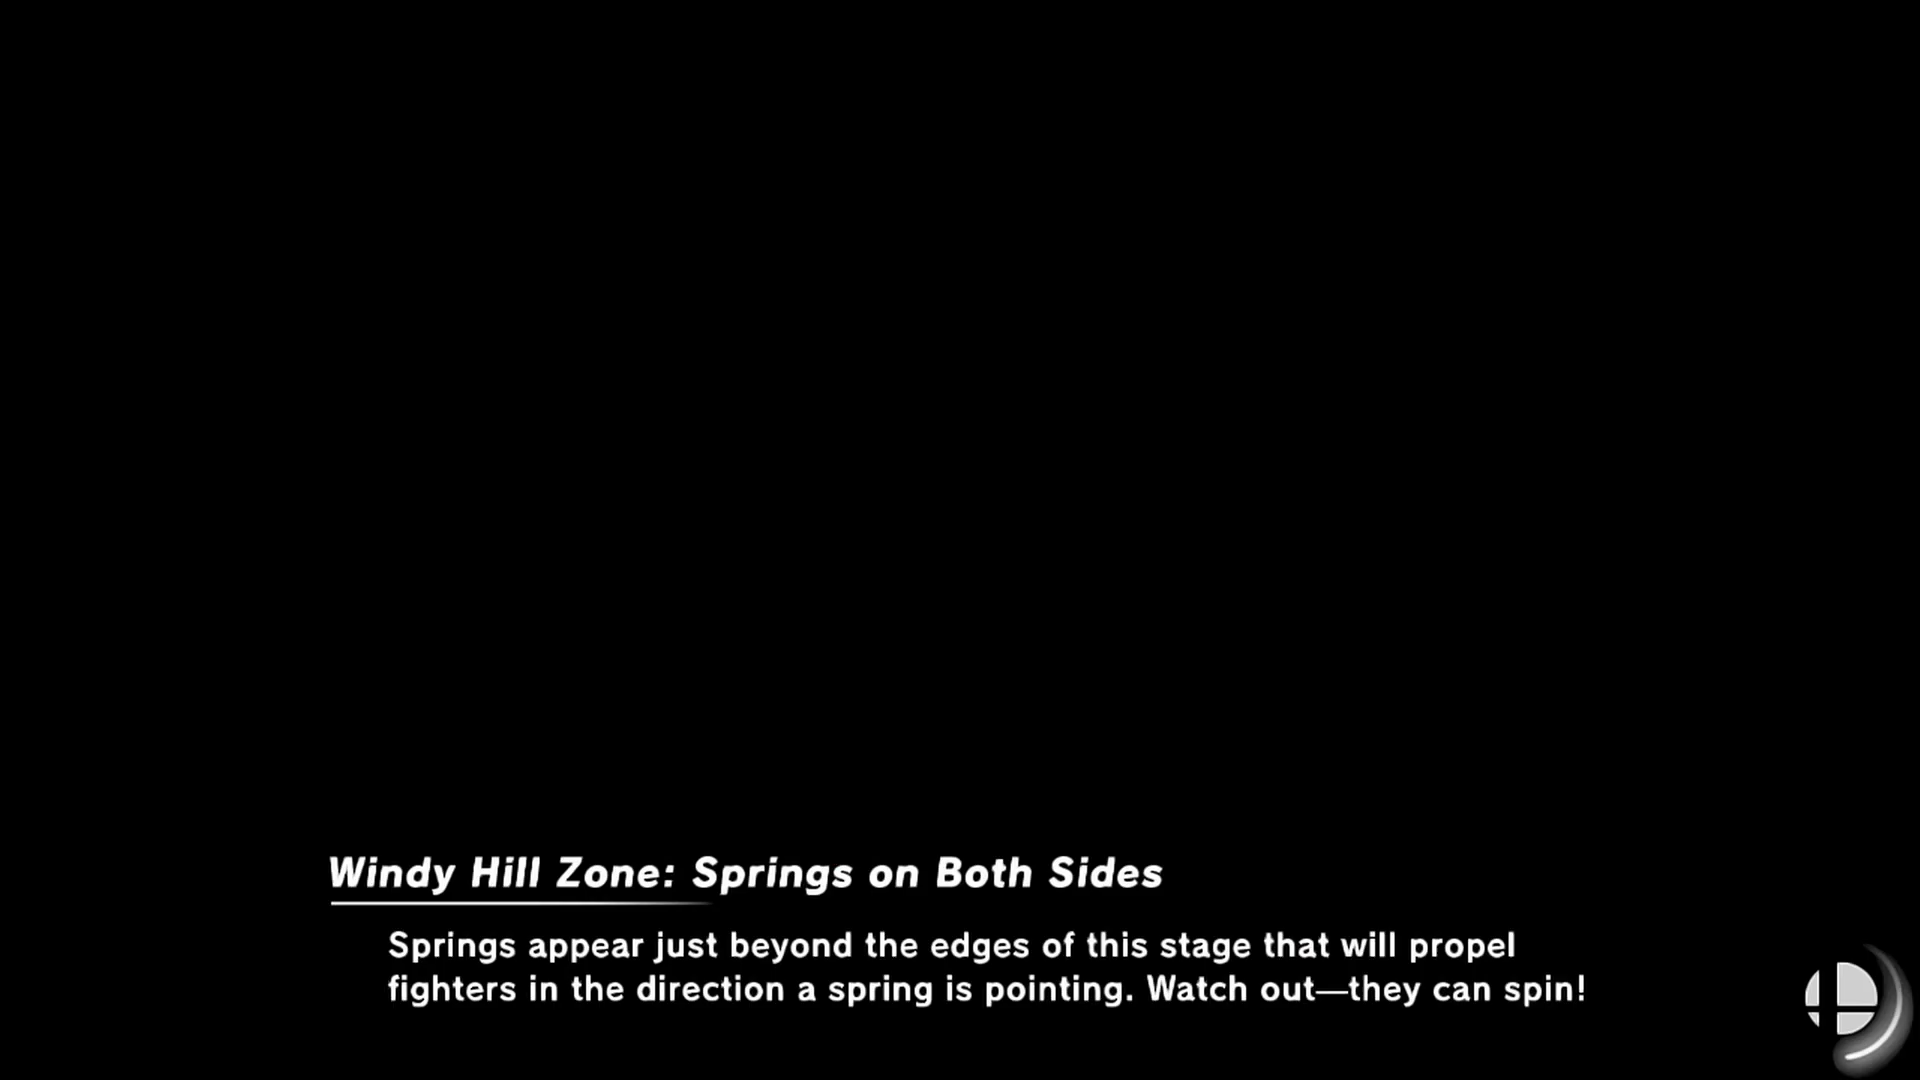 Windy Hill Zone: Springs on Both Sides
Springs appear just beyond the edges of this stage that will propel
fighters in the direction a spring is pointing. Watch out—they can spin!